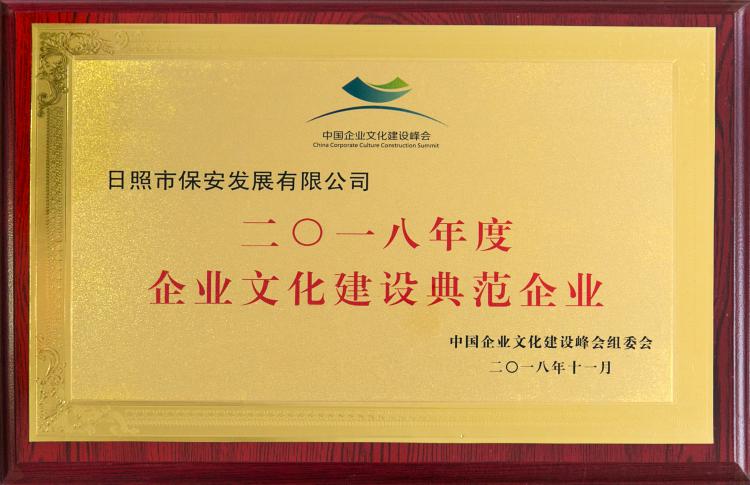 中国企业文化建设峰会
China Corporate Culture Construction Summit
日照市保安发展有限公司
二〇一八年度
企业文化建设典范企业
中国企业文化建设峰会组委会
二〇一八年十一月